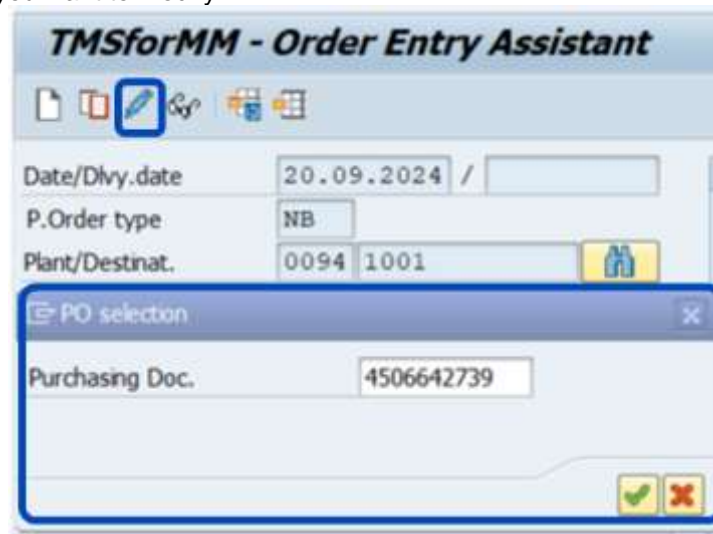 TMSforMM - Order Entry Assistant
Date/Dlvy.date 20.09.2024 /
P.Order type NB
Plant/Destinat. 0094 1001
PO selection
Purchasing Doc. 4506642739